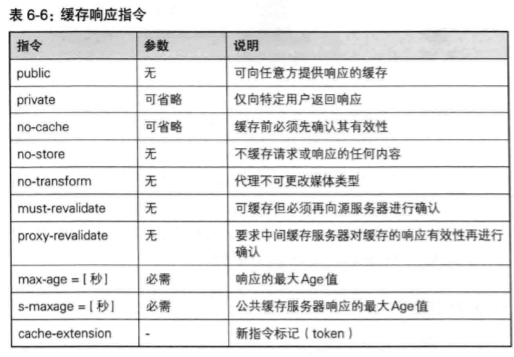 表 6-6：缓存响应指令
指令 参数 说明
public 无 可向任意方提供响应的缓存
private 可省略 仅向特定用户返回响应
no-cache 可省略 缓存前必须先确认其有效性
no-store 无 不缓存请求或响应的任何内容
no-transform 无 代理不可更改媒体类型
must-revalidate 无 可缓存但必须再向源服务器进行确认
proxy-revalidate 无 要求中间缓存服务器对缓存的响应有效性再进行
确认
max-age = [ 秒] 必需 响应的最大Age值
s-maxage = [ 秒] 必需 公共缓存服务器响应的最大Age值
cache-extension - 新指令标记（token）